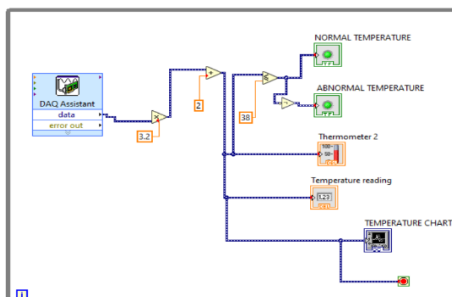 NORMAL TEMPERATURE
ABNORMAL TEMPERATURE
DAQ Assistant
data
error out
3.2
2
38
Thermometer 2
100-
50-
Temperature reading
1.23
TEMPERATURE CHART
i